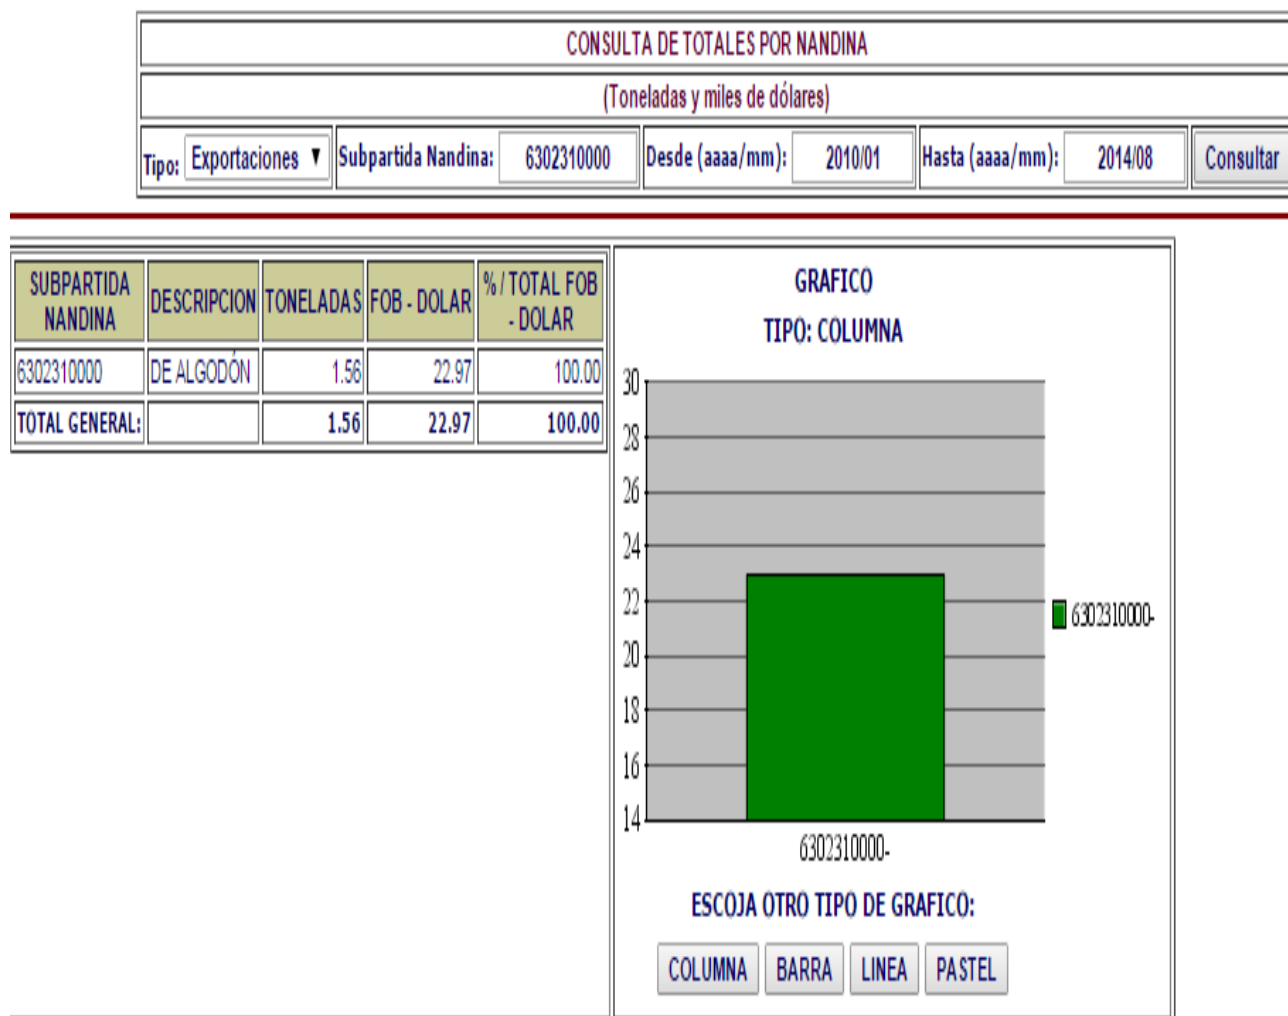 CONSULTA DE TOTALES POR NANDINA
(Toneladas y miles de dólares)
Tipo: Exportaciones ▼ Subpartida Nandina: 6302310000 Desde (aaaa/mm): 2010/01 Hasta (aaaa/mm): 2014/08 Consultar
SUBPARTIDA NANDINA DESCRIPCION TONELADAS FOB - DOLAR % / TOTAL FOB - DOLAR
6302310000 DE ALGODÓN 1.56 22.97 100.00
TOTAL GENERAL: 1.56 22.97 100.00
GRAFICO
TIPO: COLUMNA
30
28
26
24
22
20
18
16
14
6302310000-
6302310000-
ESCOJA OTRO TIPO DE GRAFICO:
COLUMNA BARRA LINEA PASTEL